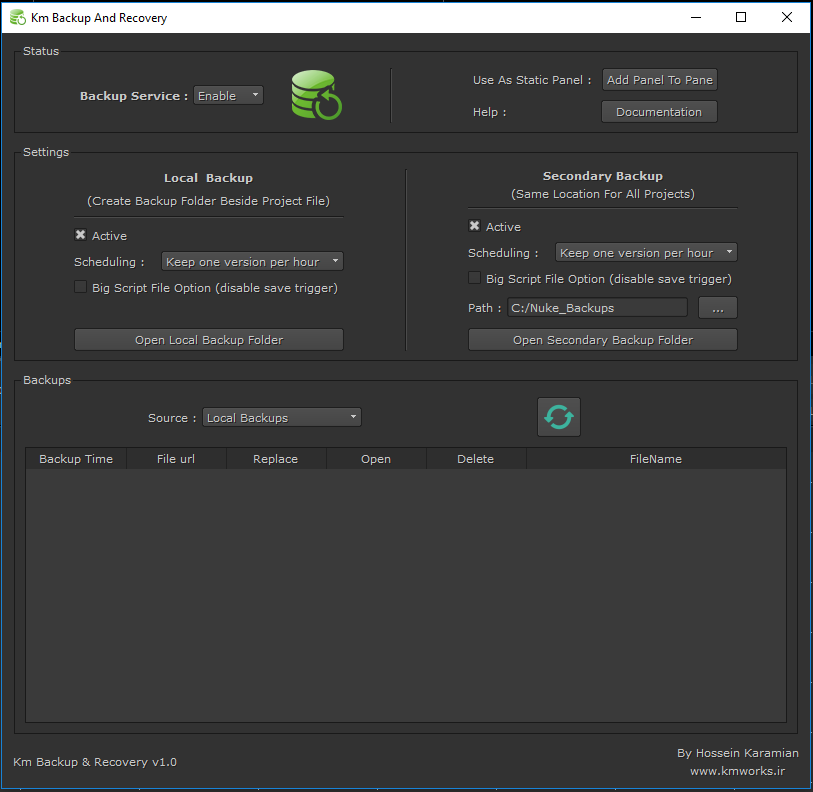 Km Backup And Recovery
Status
Backup Service : Enable
Use As Static Panel : Add Panel To Pane
Help : Documentation
Settings
Local Backup
(Create Backup Folder Beside Project File)
Active
Scheduling : Keep one version per hour
Big Script File Option (disable save trigger)
Open Local Backup Folder
Secondary Backup
(Same Location For All Projects)
Active
Scheduling : Keep one version per hour
Big Script File Option (disable save trigger)
Path : C:/Nuke_Backups ...
Open Secondary Backup Folder
Backups
Source : Local Backups
Backup Time File url Replace Open Delete FileName
Km Backup & Recovery v1.0
By Hossein Karamian
www.kmworks.ir